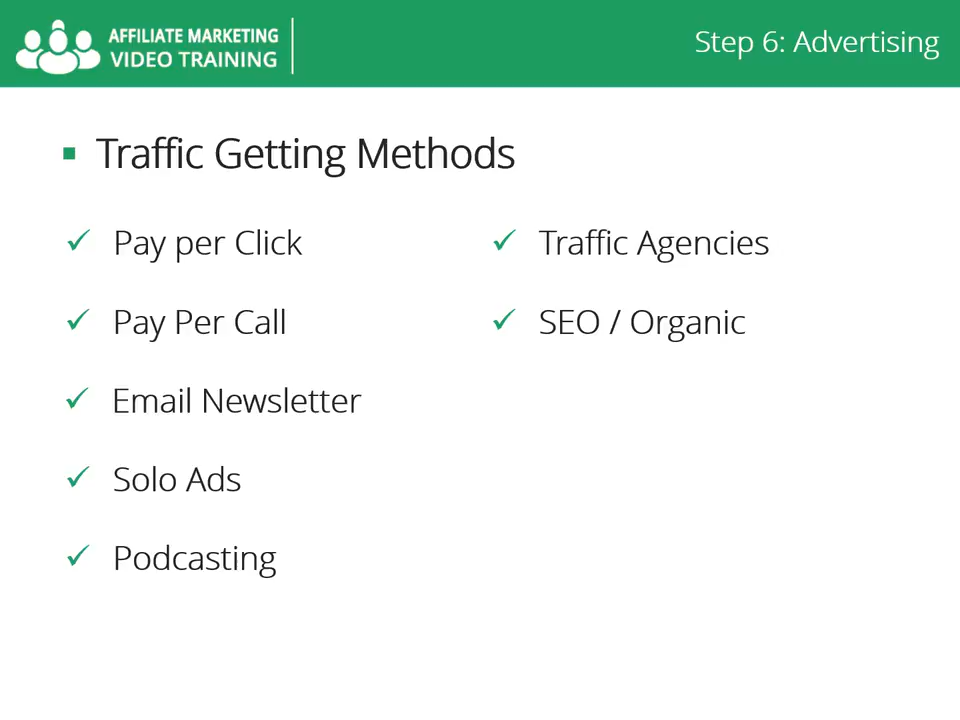 AFFILIATE MARKETING
VIDEO TRAINING
Step 6: Advertising
Traffic Getting Methods
Pay per Click
Pay Per Call
Email Newsletter
Solo Ads
Podcasting
Traffic Agencies
SEO / Organic